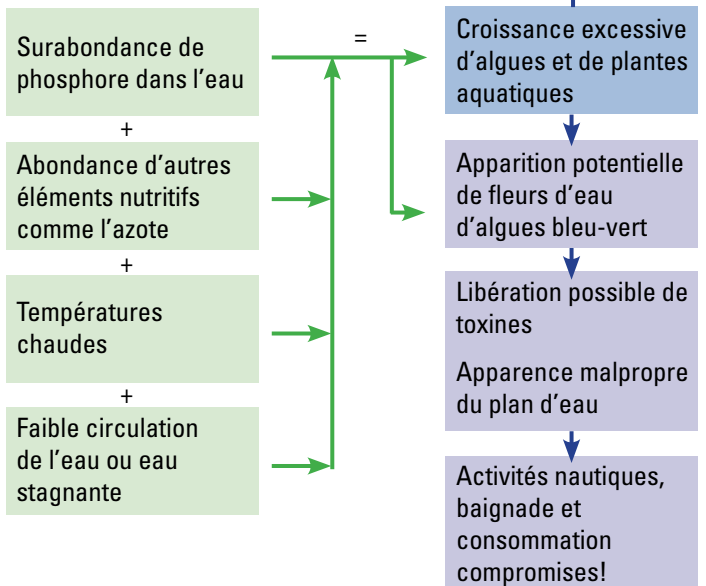 Surabondance de
phosphore dans l'eau
+
Abondance d'autres
éléments nutritifs
comme l'azote
+
Températures
chaudes
+
Faible circulation
de l'eau ou eau
stagnante
=
Croissance excessive
d'algues et de plantes
aquatiques
Apparition potentielle
de fleurs d'eau
d'algues bleu-vert
Libération possible de
toxines
Apparence malpropre
du plan d'eau
Activités nautiques,
baignade et
consommation
compromises!